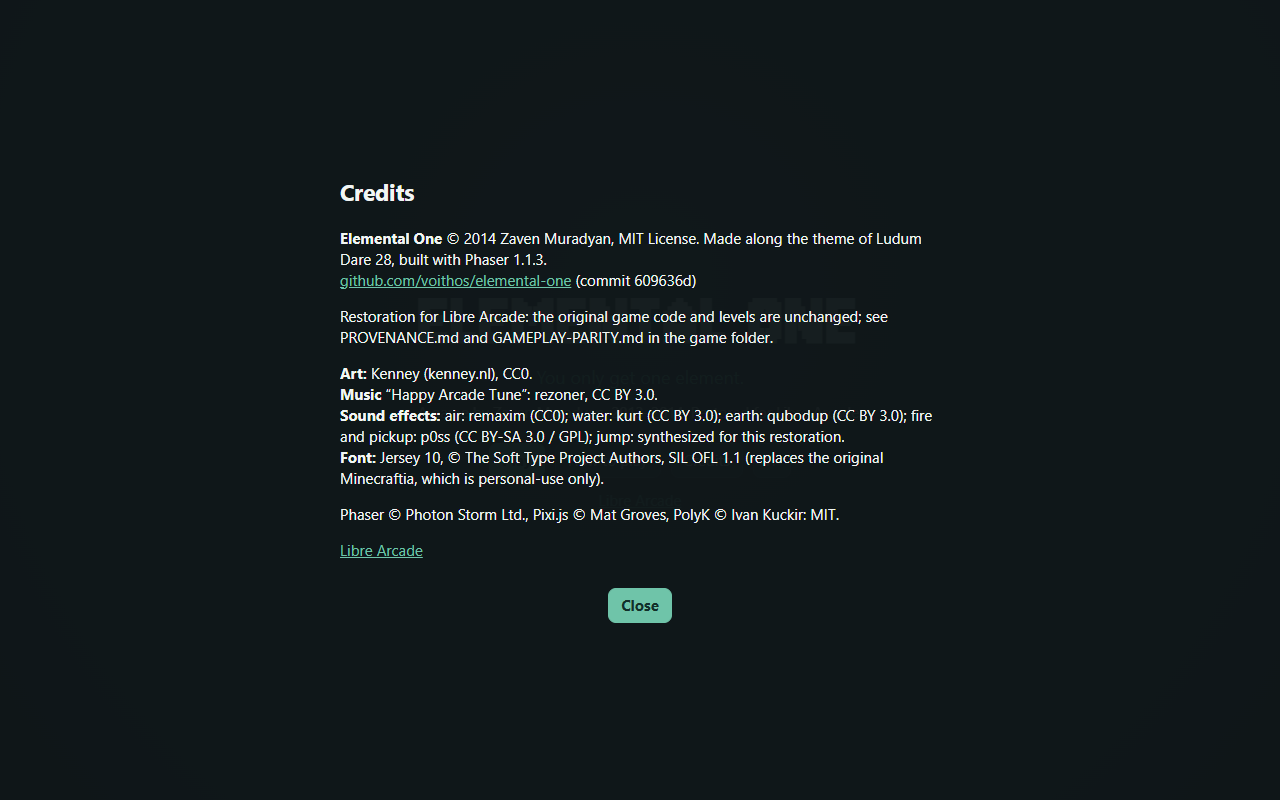 Credits
Elemental One © 2014 Zaven Muradyan, MIT License. Made along the theme of Ludum
Dare 28, built with Phaser 1.1.3.
github.com/voithos/elemental-one (commit 609636d)
ELEMENTAL ONE
Restoration for Libre Arcade: the original game code and levels are unchanged; see
PROVENANCE.md and GAMEPLAY-PARITY.md in the game folder.
You only get one element.
Art: Kenney (kenney.nl), CC0.
Music “Happy Arcade Tune”: rezoner, CC BY 3.0.
Sound effects: air: remaxim (CC0); water: kurt (CC BY 3.0); earth: qubodup (CC BY 3.0); fire
and pickup: p0ss (CC BY-SA 3.0 / GPL); jump: synthesized for this restoration.
Font: Jersey 10, © The Soft Type Project Authors, SIL OFL 1.1 (replaces the original
Minecraftia, which is personal-use only).
Phaser © Photon Storm Ltd., Pixi.js © Mat Groves, PolyK © Ivan Kuckir: MIT.
Libre Arcade
Close